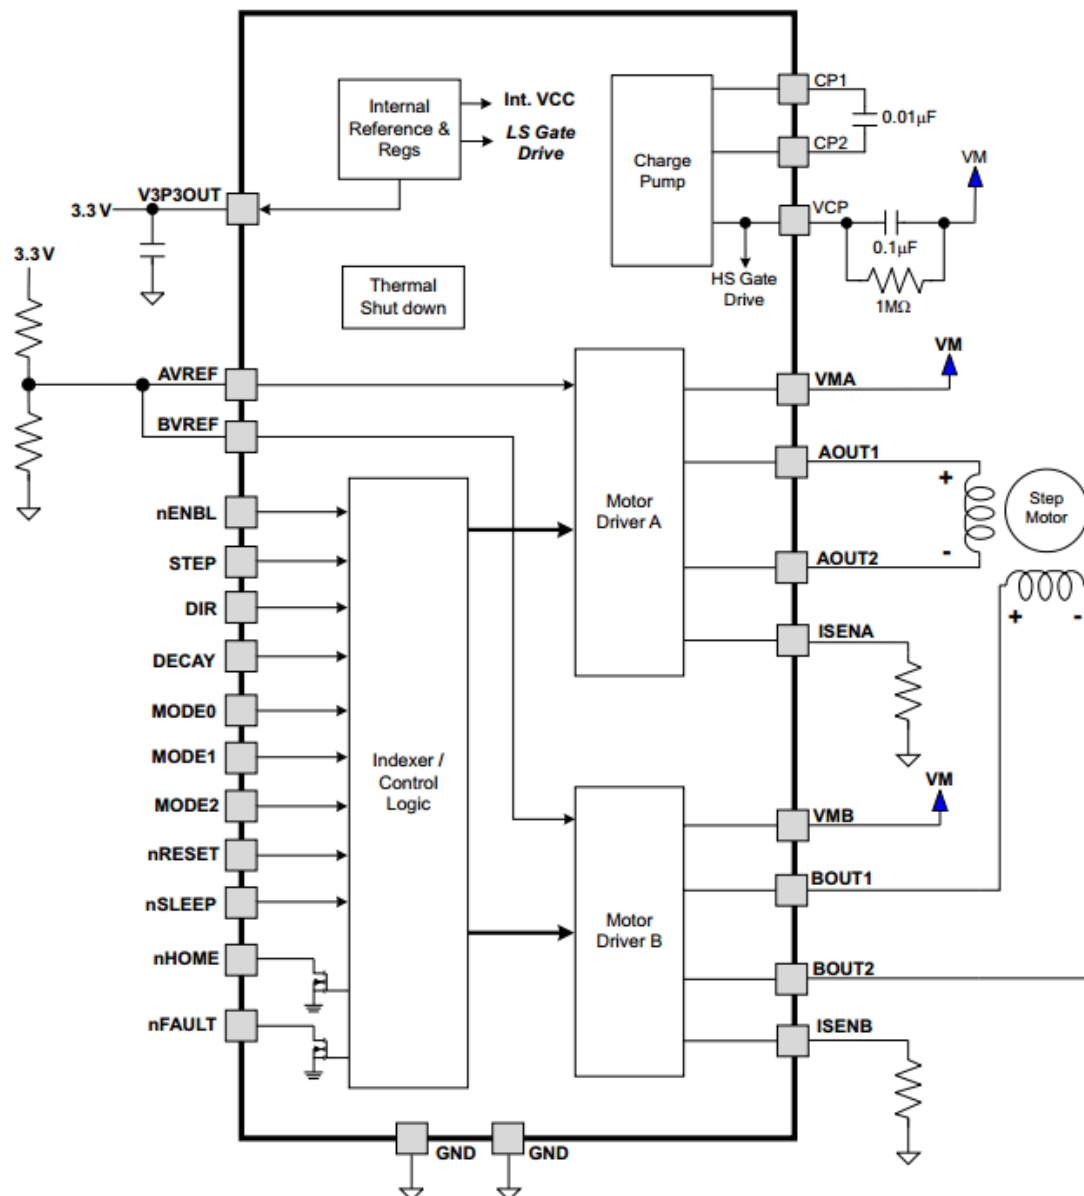 Internal
Reference &
Regs
Int. VCC
LS Gate
Drive
Charge
Pump
CP1
0.01μF
CP2
VM
VCP
0.1μF
1MΩ
HS Gate
Drive
V3P3OUT
3.3 V
3.3 V
Thermal
Shut down
AVREF
BVREF
nENBL
STEP
DIR
DECAY
MODE0
MODE1
MODE2
nRESET
nSLEEP
nHOME
nFAULT
Indexer /
Control
Logic
Motor
Driver A
VM
VMA
AOUT1
+
-
Step
Motor
AOUT2
+ -
ISENA
Motor
Driver B
VM
VMB
BOUT1
BOUT2
ISENB
GND
GND